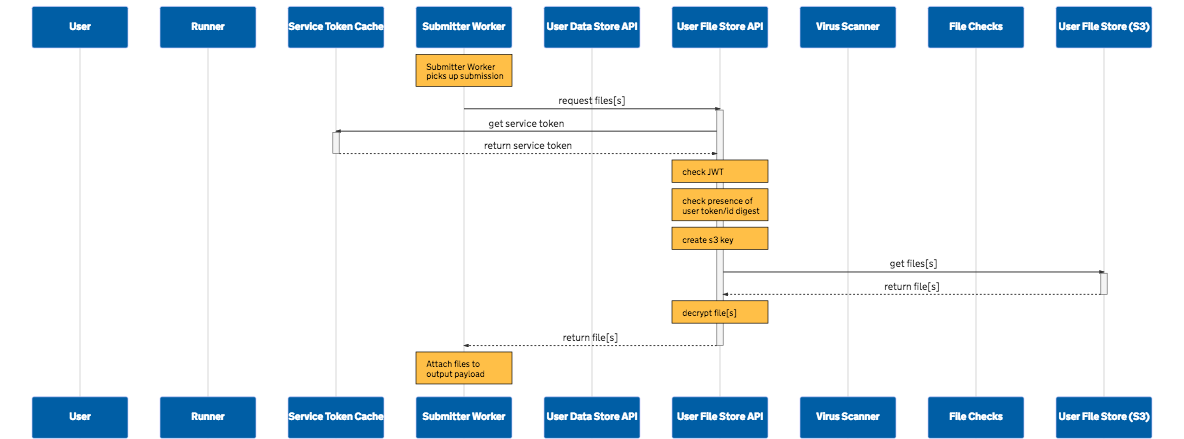 User
Runner
Service Token Cache
Submitter Worker
User Data Store API
User File Store API
Virus Scanner
File Checks
User File Store (S3)
Submitter Worker
picks up submission
request files[s]
get service token
return service token
check JWT
check presence of
user token/id digest
create s3 key
get files[s]
return file[s]
decrypt file[s]
return file[s]
Attach files to
output payload
User
Runner
Service Token Cache
Submitter Worker
User Data Store API
User File Store API
Virus Scanner
File Checks
User File Store (S3)